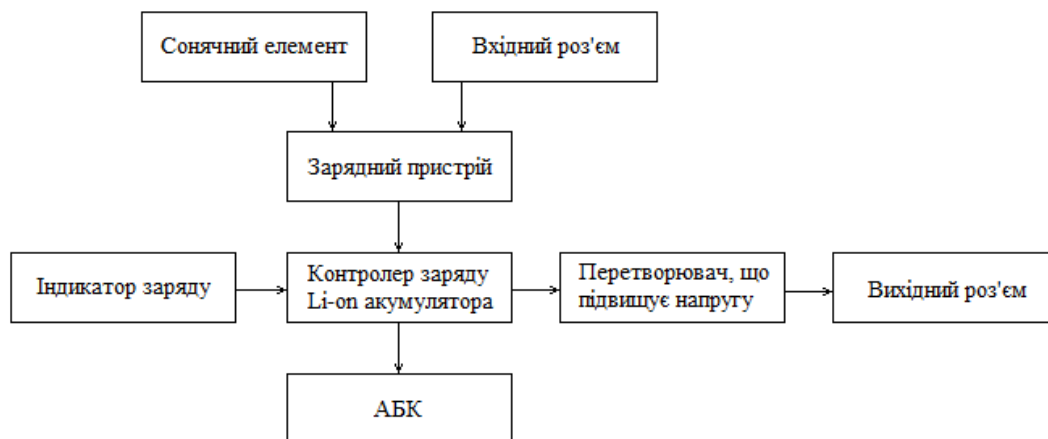 Сонячний елемент
Вхідний роз'єм
Зарядний пристрій
Індикатор заряду
Контролер заряду
Li-on акумулятора
Перетворювач, що
підвищує напругу
Вихідний роз'єм
АБК